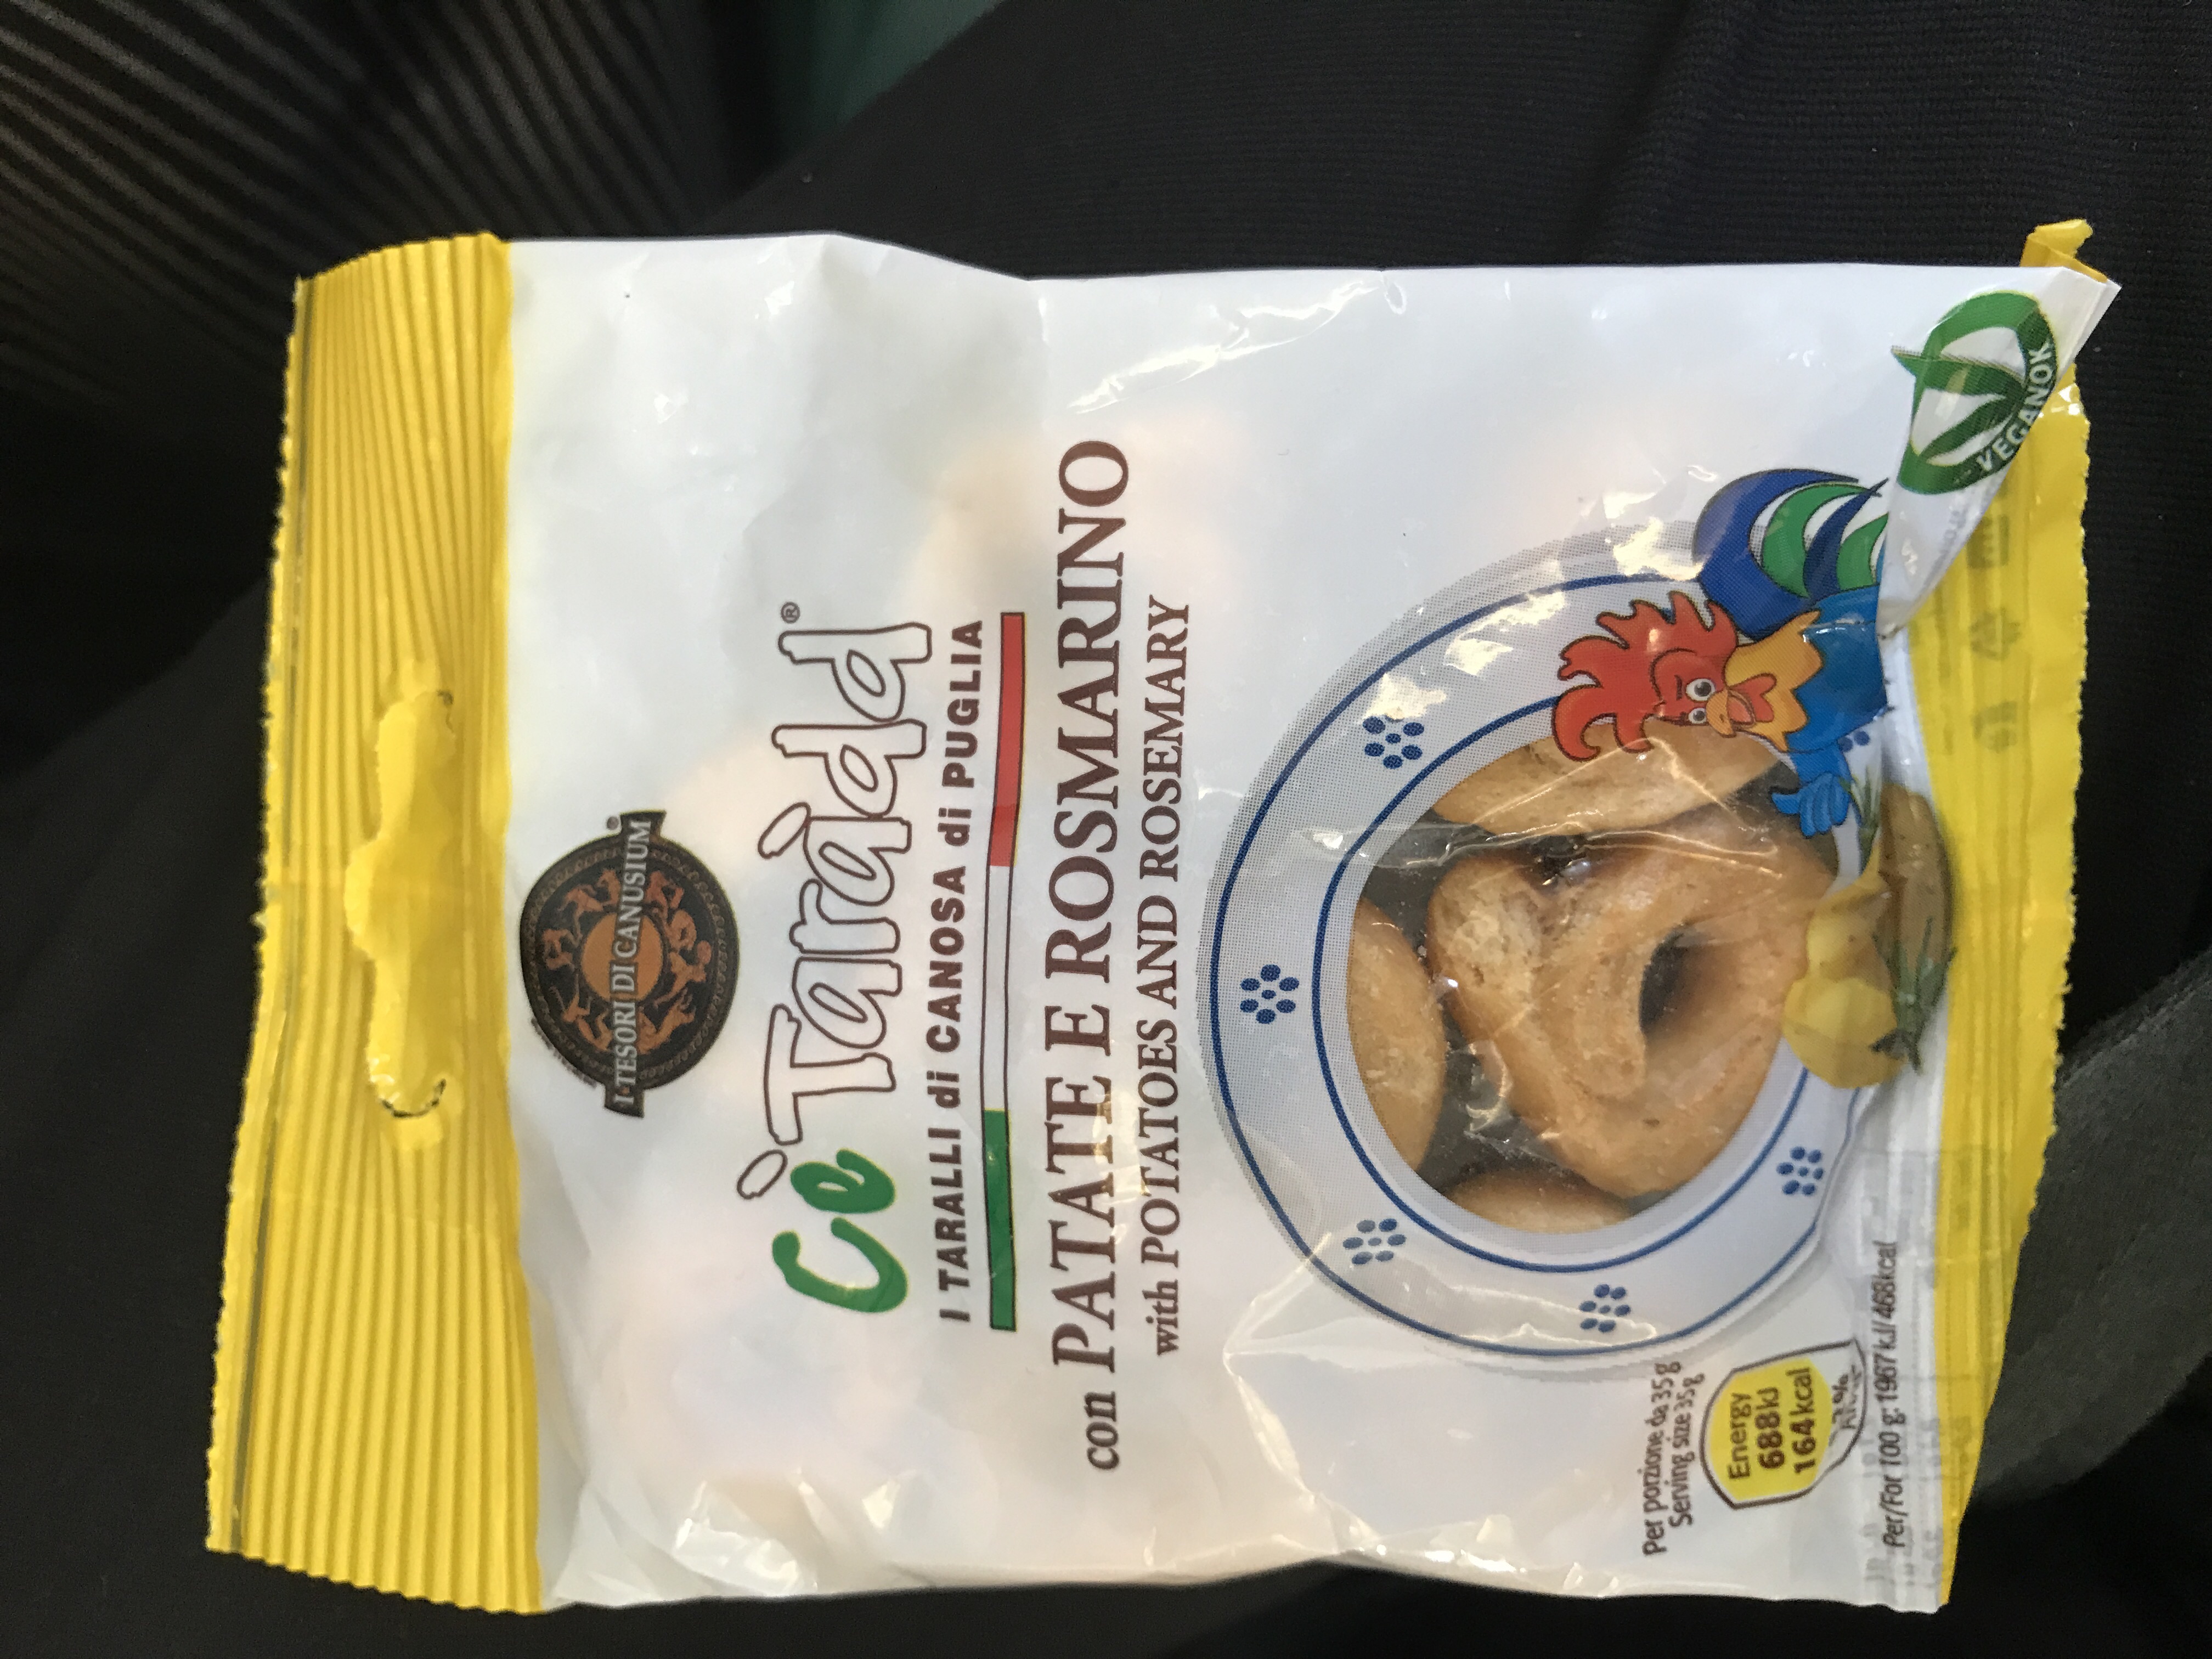 I TESORI DI CANUSIUM®
C'è Taràdd®
I TARALLI di CANOSA di PUGLIA
con PATATE E ROSMARINO
with POTATOES AND ROSEMARY
Per porzione da 35 g
Serving size 35g
Energy
688kJ
164kcal
Per/For 100 g: 1967 kJ/468kcal
VEGANOK